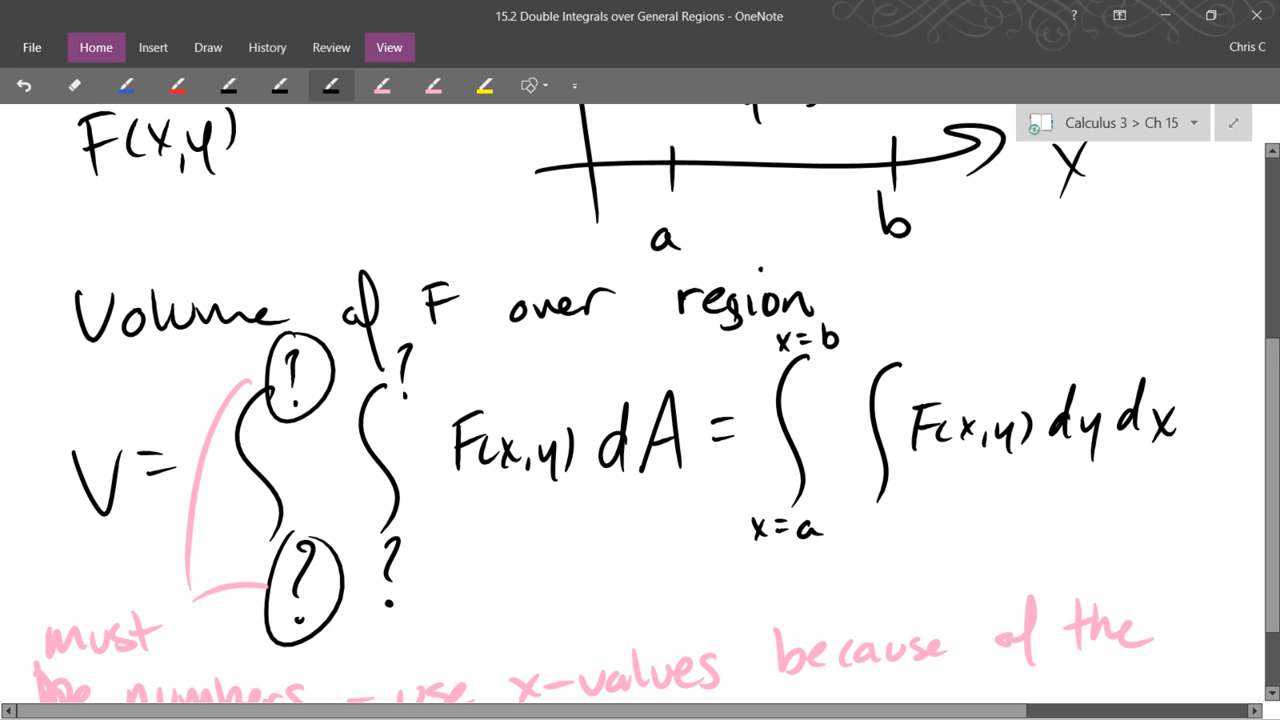 15.2 Double Integrals over General Regions - OneNote
File Home Insert Draw History Review View Chris C
Calculus 3 > Ch 15
F(x,y)
x
a b
Volume of F over region
V = ∫ ? ? ∫ ? ? F(x,y) dA = ∫ x=a x=b ∫ F(x,y) dy dx
must
be numbers - use x-values because of the